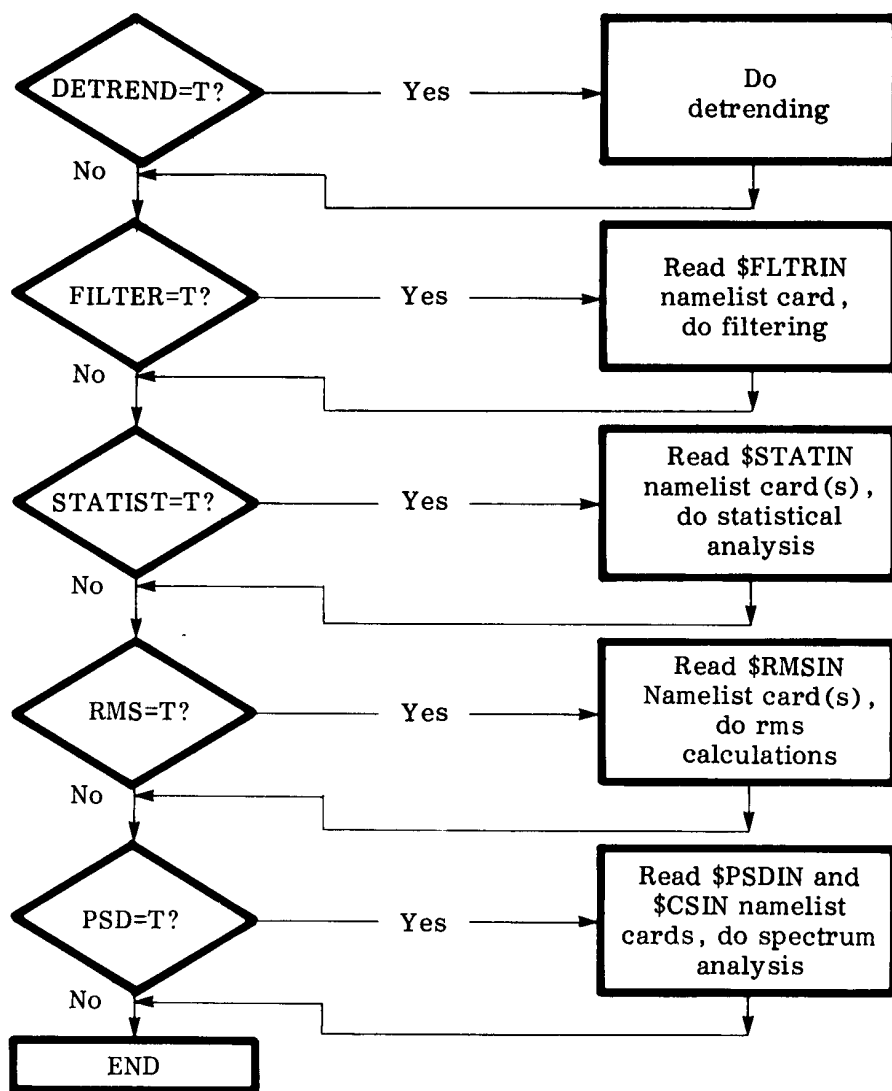 DETREND=T?
Yes
Do
detrending
No
FILTER=T?
Yes
Read $FLTRIN
namelist card,
do filtering
No
STATIST=T?
Yes
Read $STATIN
namelist card(s),
do statistical
analysis
No
RMS=T?
Yes
Read $RMSIN
Namelist card(s),
do rms
calculations
No
PSD=T?
Yes
Read $PSDIN and
$CSIN namelist
cards, do spectrum
analysis
No
END